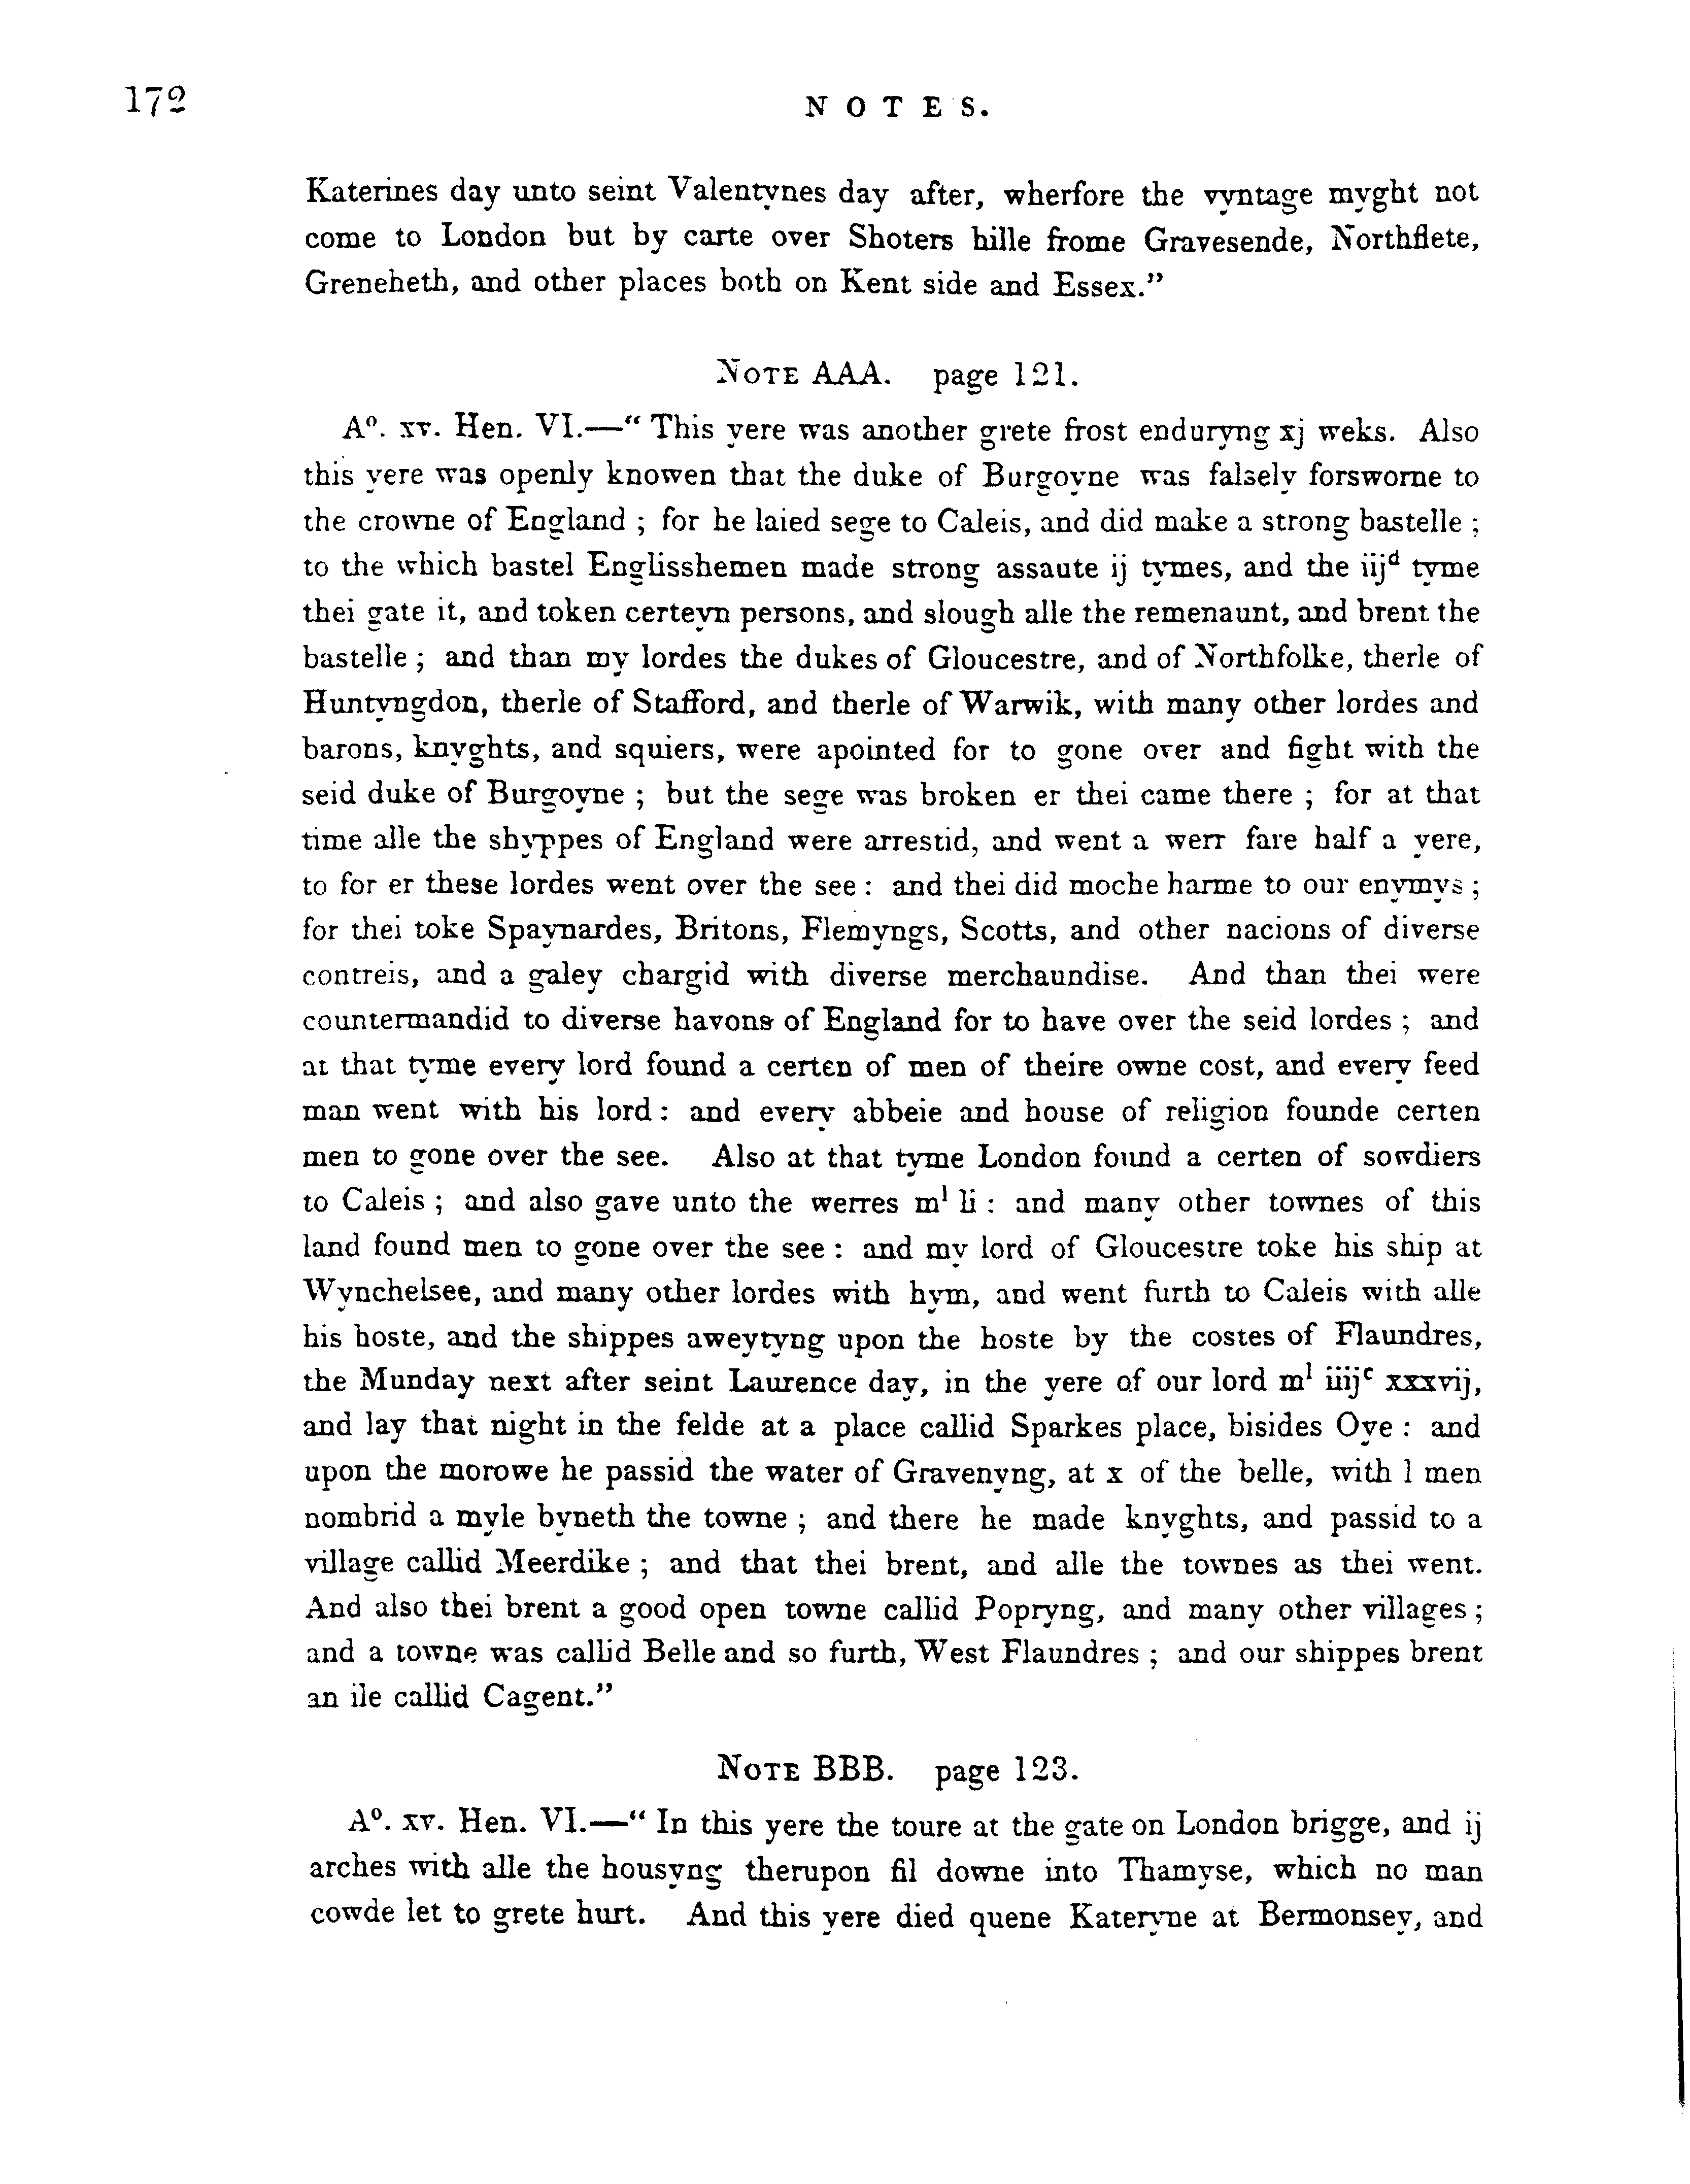 172
NOTES.
Katerines day unto seint Valentynes day after, wherfore the vyntage myght not
come to London but by carte over Shoters hille frome Gravesende, Northflete,
Greneheth, and other places both on Kent side and Essex.”
NOTE AAA. page 121.
Aº. xv. Hen. VI.—“ This yere was another grete frost enduryng xj weks. Also
this yere was openly knowen that the duke of Burgoyne was falsely forsworne to
the crowne of England ; for he laied sege to Caleis, and did make a strong bastelle ;
to the which bastel Englisshemen made strong assaute ij tymes, and the iijᵈ tyme
thei gate it, and token certeyn persons, and slough alle the remenaunt, and brent the
bastelle ; and than my lordes the dukes of Gloucestre, and of Northfolke, therle of
Huntyngdon, therle of Stafford, and therle of Warwik, with many other lordes and
barons, knyghts, and squiers, were apointed for to gone over and fight with the
seid duke of Burgoyne ; but the sege was broken er thei came there ; for at that
time alle the shyppes of England were arrestid, and went a werr fare half a yere,
to for er these lordes went over the see : and thei did moche harme to our enymys ;
for thei toke Spaynardes, Britons, Flemyngs, Scotts, and other nacions of diverse
contreis, and a galey chargid with diverse merchaundise. And than thei were
countermandid to diverse havons of England for to have over the seid lordes ; and
at that tyme every lord found a certen of men of theire owne cost, and every feed
man went with his lord : and every abbeie and house of religion founde certen
men to gone over the see. Also at that tyme London found a certen of sowdiers
to Caleis ; and also gave unto the werres mˡ li : and many other townes of this
land found men to gone over the see : and my lord of Gloucestre toke his ship at
Wynchelsee, and many other lordes with hym, and went furth to Caleis with alle
his hoste, and the shippes aweytyng upon the hoste by the costes of Flaundres,
the Munday next after seint Laurence day, in the yere of our lord mˡ iiijᶜ xxxvij,
and lay that night in the felde at a place callid Sparkes place, bisides Oye : and
upon the morowe he passid the water of Gravenyng, at x of the belle, with l men
nombrid a myle byneth the towne ; and there he made knyghts, and passid to a
village callid Meerdike ; and that thei brent, and alle the townes as thei went.
And also thei brent a good open towne callid Popryng, and many other villages ;
and a towne was callid Belle and so furth, West Flaundres ; and our shippes brent
an ile callid Cagent.”
NOTE BBB. page 123.
Aº. xv. Hen. VI.—“ In this yere the toure at the gate on London brigge, and ij
arches with alle the housyng therupon fil downe into Thamyse, which no man
cowde let to grete hurt. And this yere died quene Kateryne at Bermonsey, and